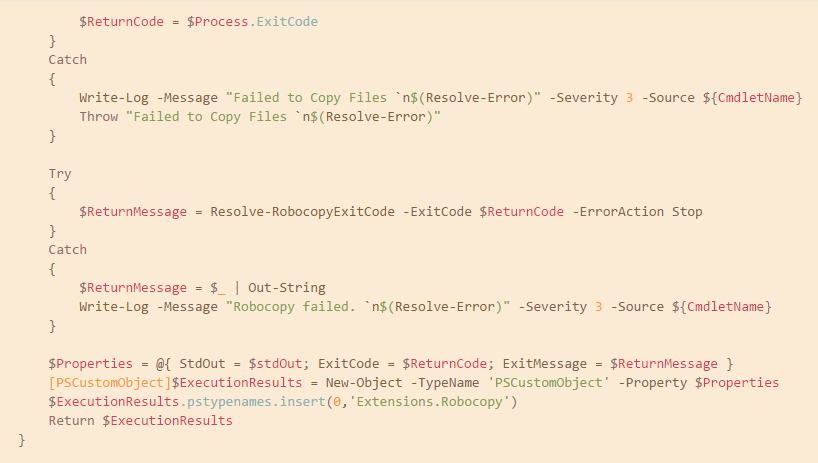 $ReturnCode = $Process.ExitCode
}
Catch
{
Write-Log -Message "Failed to Copy Files `n$(Resolve-Error)" -Severity 3 -Source ${CmdletName}
Throw "Failed to Copy Files `n$(Resolve-Error)"
}
Try
{
$ReturnMessage = Resolve-RobocopyExitCode -ExitCode $ReturnCode -ErrorAction Stop
}
Catch
{
$ReturnMessage = $_ | Out-String
Write-Log -Message "Robocopy failed. `n$(Resolve-Error)" -Severity 3 -Source ${CmdletName}
}
$Properties = @{ StdOut = $stdOut; ExitCode = $ReturnCode; ExitMessage = $ReturnMessage }
[PSCustomObject]$ExecutionResults = New-Object -TypeName 'PSCustomObject' -Property $Properties
$ExecutionResults.pstypenames.insert(0,'Extensions.Robocopy')
Return $ExecutionResults
}